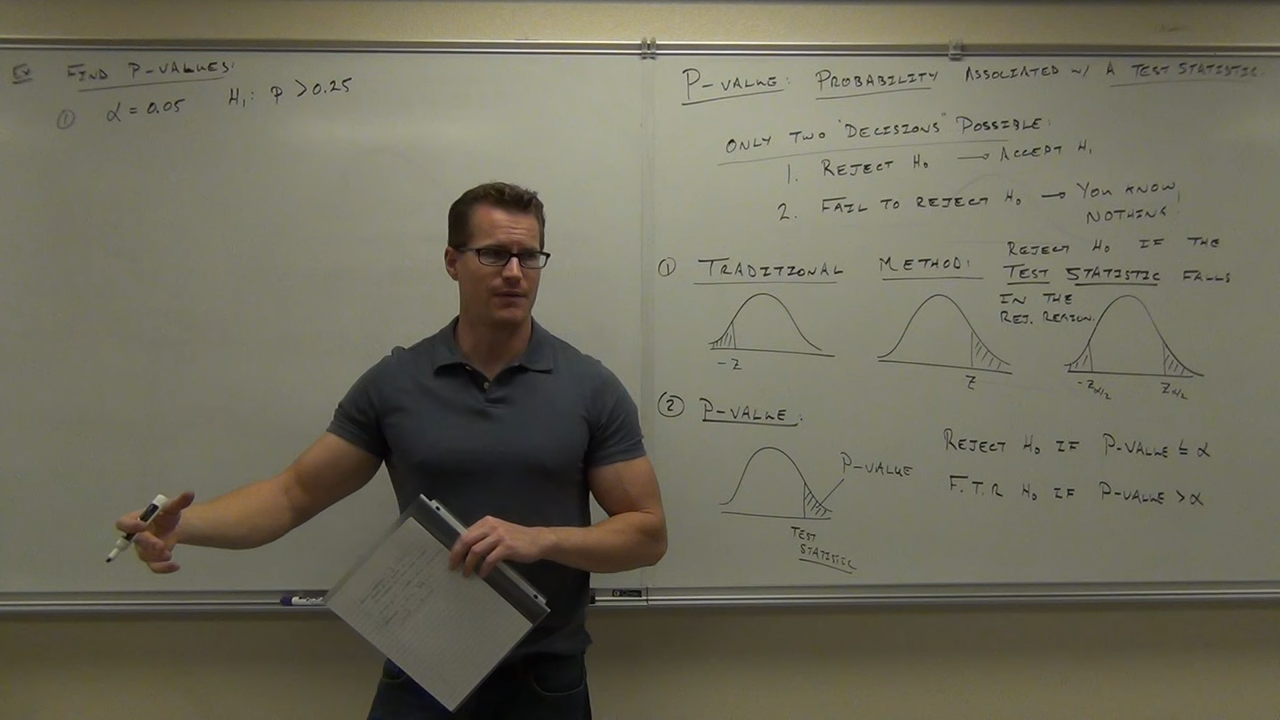 Ex FIND P-VALUES:
① α = 0.05 H₁: P > 0.25
P-VALUE: PROBABILITY ASSOCIATED W/ A TEST STATISTIC.
ONLY TWO "DECISIONS" POSSIBLE:
1. REJECT H₀ → ACCEPT H₁
2. FAIL TO REJECT H₀ → YOU KNOW
NOTHING!
① TRADITIONAL METHOD: REJECT H₀ IF THE
TEST STATISTIC FALLS
IN THE
REJ. REGION.
-Z
Z
-Zα/2
Zα/2
② P-VALUE:
P-VALUE
TEST
STATISTIC
REJECT H₀ IF P-VALUE ≤ α
F.T.R H₀ IF P-VALUE > α